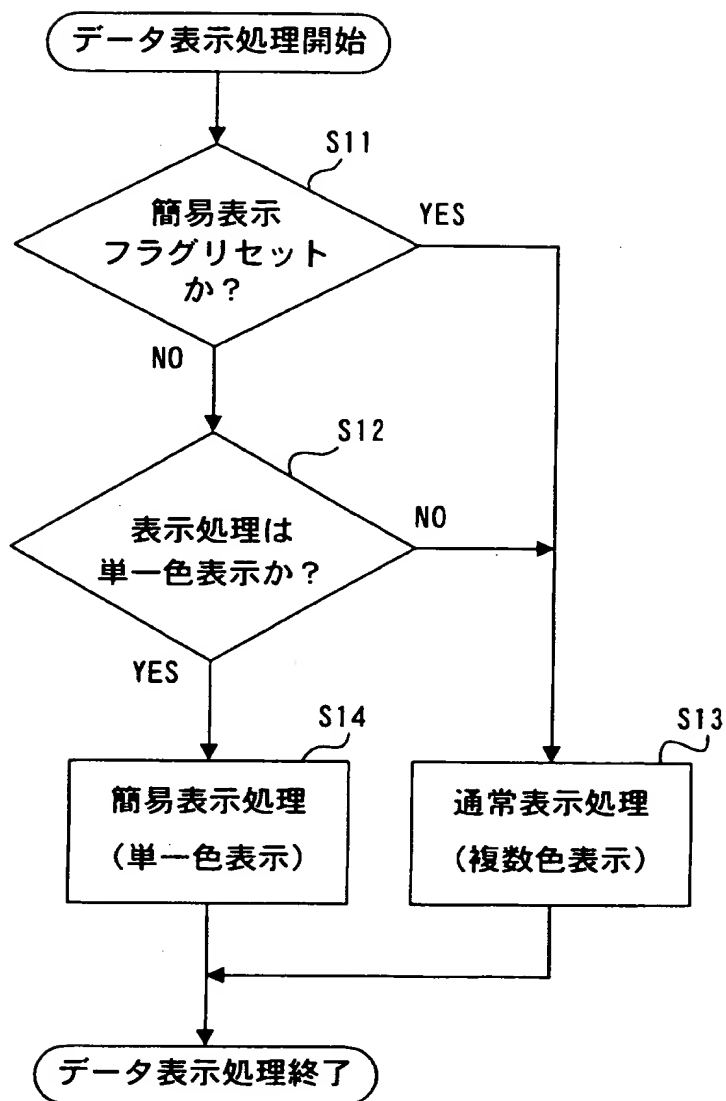 データ表示処理開始
S11
簡易表示
フラグリセット
か？
YES
NO
S12
表示処理は
単一色表示か？
NO
YES
S14
簡易表示処理
（単一色表示）
S13
通常表示処理
（複数色表示）
データ表示処理終了